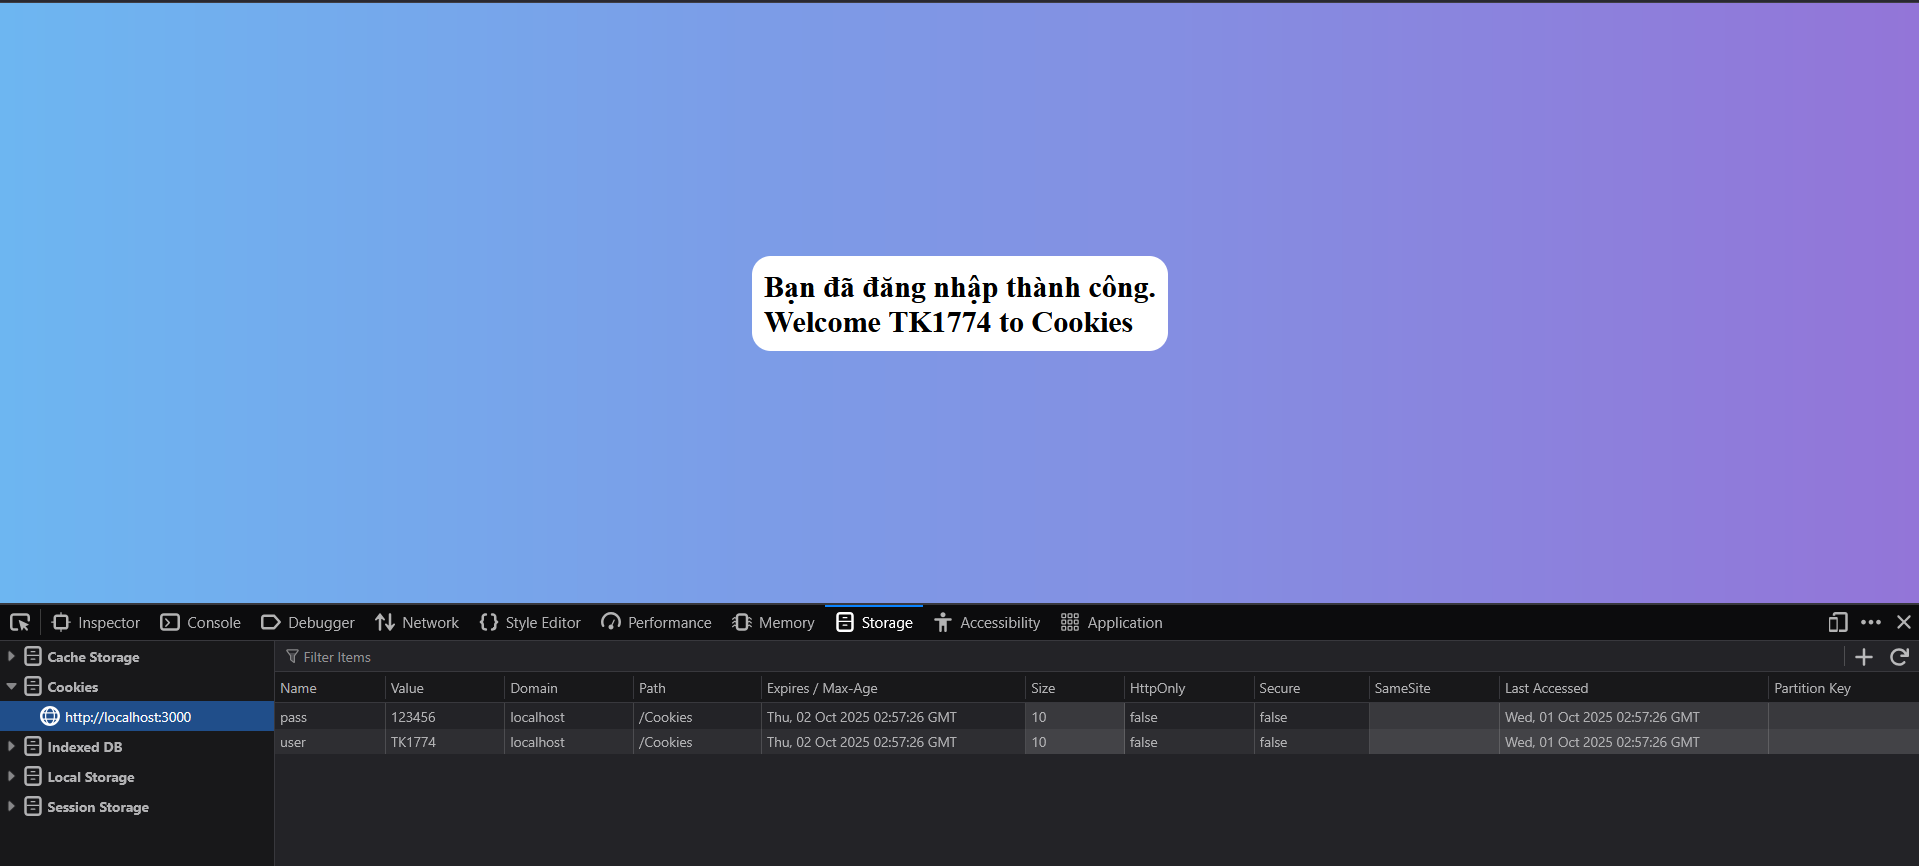 Bạn đã đăng nhập thành công.
Welcome TK1774 to Cookies
Inspector Console Debugger Network Style Editor Performance Memory Storage Accessibility Application
Cache Storage
Cookies
http://localhost:3000
Indexed DB
Local Storage
Session Storage
Filter Items
Name Value Domain Path Expires / Max-Age Size HttpOnly Secure SameSite Last Accessed Partition Key
pass 123456 localhost /Cookies Thu, 02 Oct 2025 02:57:26 GMT 10 false false Wed, 01 Oct 2025 02:57:26 GMT
user TK1774 localhost /Cookies Thu, 02 Oct 2025 02:57:26 GMT 10 false false Wed, 01 Oct 2025 02:57:26 GMT